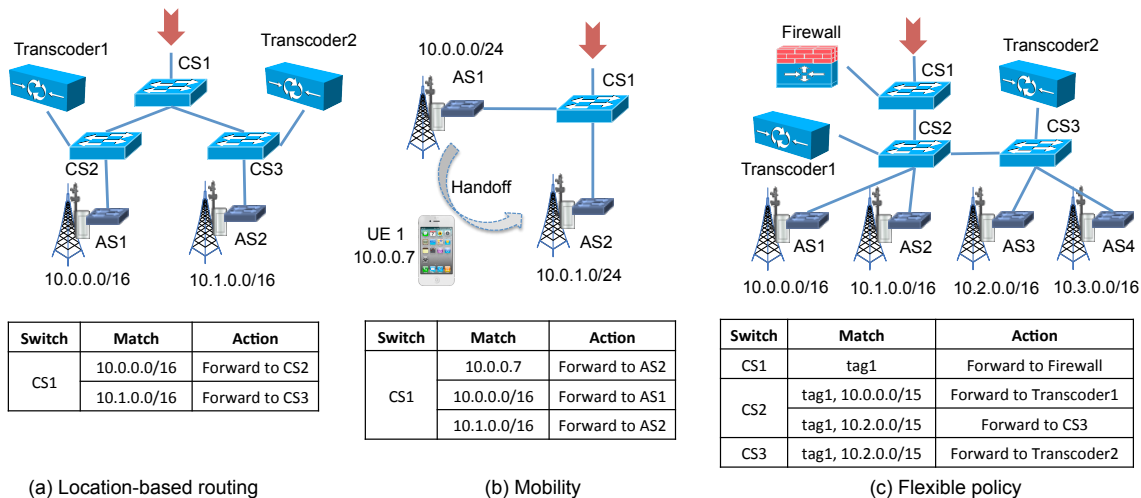 Transcoder1
CS1
Transcoder2
CS2
CS3
AS1
AS2
10.0.0.0/16
10.1.0.0/16
Switch Match Action
CS1 10.0.0.0/16 Forward to CS2
10.1.0.0/16 Forward to CS3
(a) Location-based routing
10.0.0.0/24
AS1
CS1
Handoff
UE 1
10.0.0.7
AS2
10.0.1.0/24
Switch Match Action
CS1 10.0.0.7 Forward to AS2
10.0.0.0/16 Forward to AS1
10.1.0.0/16 Forward to AS2
(b) Mobility
Firewall
CS1
Transcoder2
CS2
CS3
Transcoder1
AS1
AS2
AS3
AS4
10.0.0.0/16
10.1.0.0/16
10.2.0.0/16
10.3.0.0/16
Switch Match Action
CS1 tag1 Forward to Firewall
CS2 tag1, 10.0.0.0/15 Forward to Transcoder1
tag1, 10.2.0.0/15 Forward to CS3
CS3 tag1, 10.2.0.0/15 Forward to Transcoder2
(c) Flexible policy